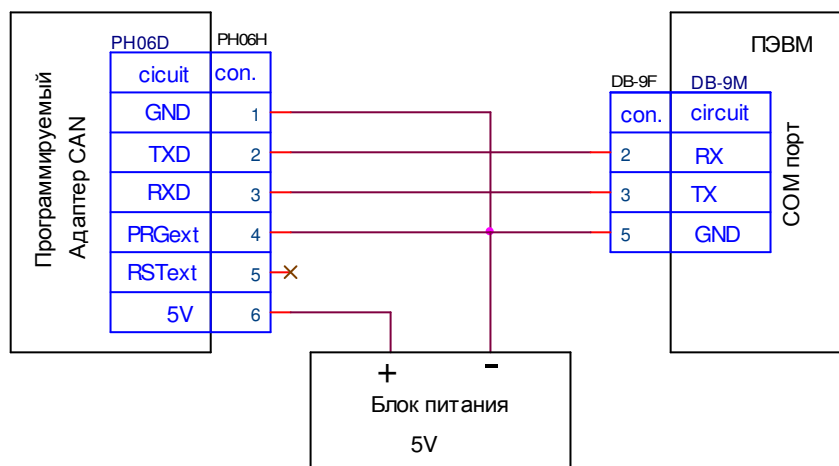 Программируемый
Адаптер CAN
PH06D
PH06H
cicuit
con.
GND
1
TXD
2
RXD
3
PRGext
4
RSText
5
5V
6
ПЭВМ
DB-9F
DB-9M
con.
circuit
2
RX
3
TX
5
GND
COM порт
+
-
Блок питания
5V